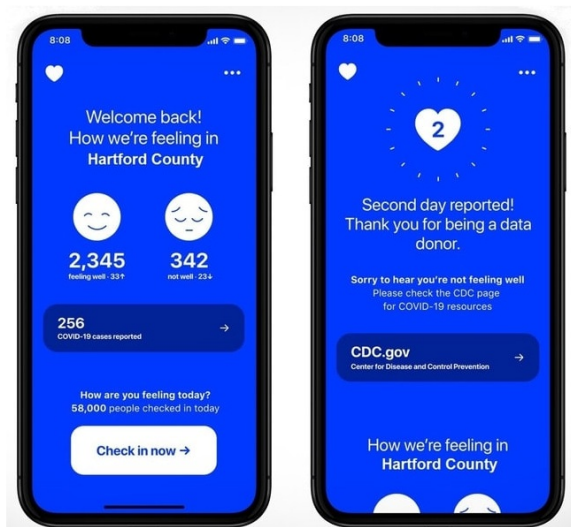 8:08
Welcome back!
How we're feeling in
Hartford County
2,345
feeling well · 33↑
342
not well · 23↓
256
COVID-19 cases reported
→
How are you feeling today?
58,000 people checked in today
Check in now →
8:08
2
Second day reported!
Thank you for being a data
donor.
Sorry to hear you're not feeling well
Please check the CDC page
for COVID-19 resources
CDC.gov
Center for Disease and Control Prevention
→
How we're feeling in
Hartford County